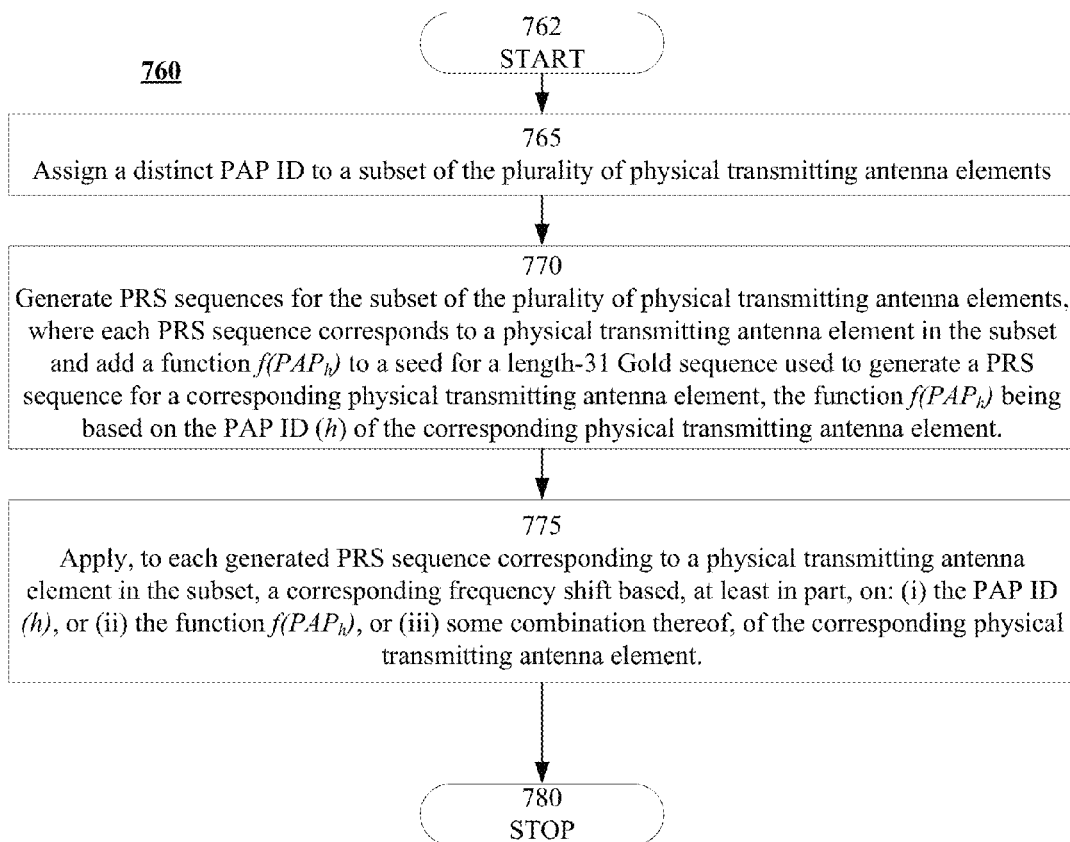 762
START
760
765
Assign a distinct PAP ID to a subset of the plurality of physical transmitting antenna elements
770
Generate PRS sequences for the subset of the plurality of physical transmitting antenna elements,
where each PRS sequence corresponds to a physical transmitting antenna element in the subset
and add a function f(PAPₕ) to a seed for a length-31 Gold sequence used to generate a PRS
sequence for a corresponding physical transmitting antenna element, the function f(PAPₕ) being
based on the PAP ID (h) of the corresponding physical transmitting antenna element.
775
Apply, to each generated PRS sequence corresponding to a physical transmitting antenna
element in the subset, a corresponding frequency shift based, at least in part, on: (i) the PAP ID
(h), or (ii) the function f(PAPₕ), or (iii) some combination thereof, of the corresponding physical
transmitting antenna element.
780
STOP